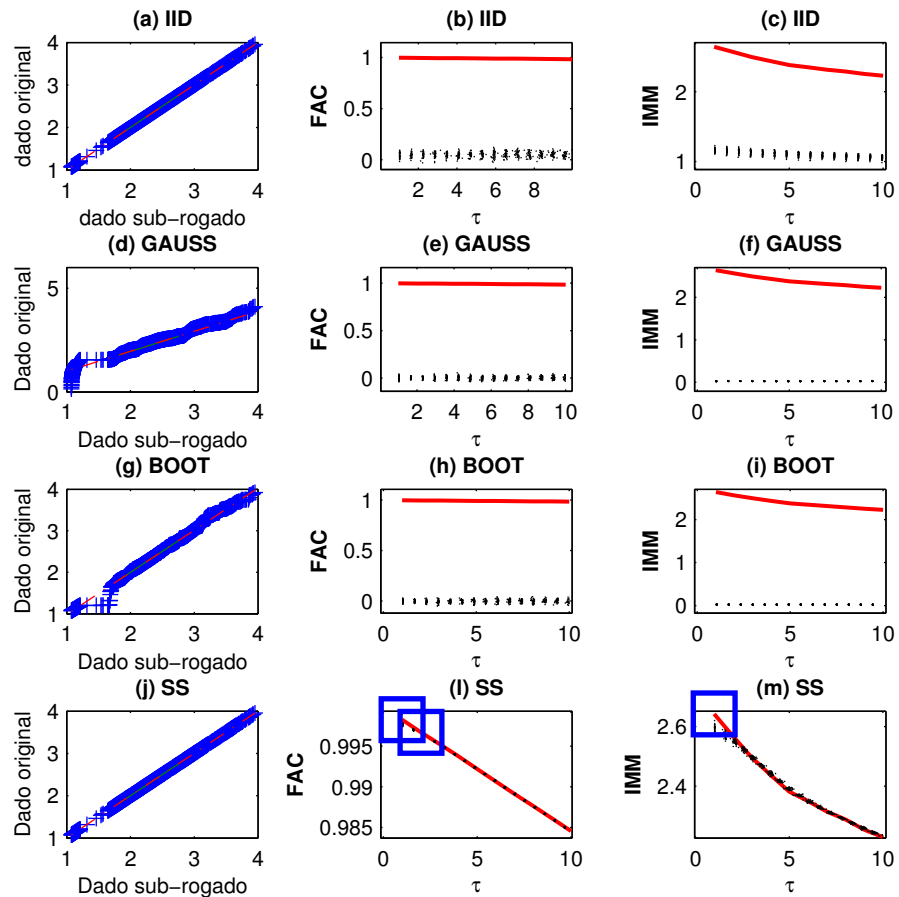 (a) IID
dado original
4
3
2
1
1 2 3 4
dado sub-rogado
(b) IID
FAC
1
0.5
0
2 4 6 8
τ
(c) IID
IMM
2
1
0 5 10
τ
(d) GAUSS
Dado original
5
0
1 2 3 4
Dado sub-rogado
(e) GAUSS
FAC
1
0.5
0
2 4 6 8 10
τ
(f) GAUSS
IMM
2
0
0 5 10
τ
(g) BOOT
Dado original
4
3
2
1
1 2 3 4
Dado sub-rogado
(h) BOOT
FAC
1
0.5
0
0 5 10
τ
(i) BOOT
IMM
2
0
0 5 10
τ
(j) SS
Dado original
4
3
2
1
1 2 3 4
Dado sub-rogado
(l) SS
FAC
0.995
0.99
0.985
0 5 10
τ
(m) SS
IMM
2.6
2.4
0 5 10
τ